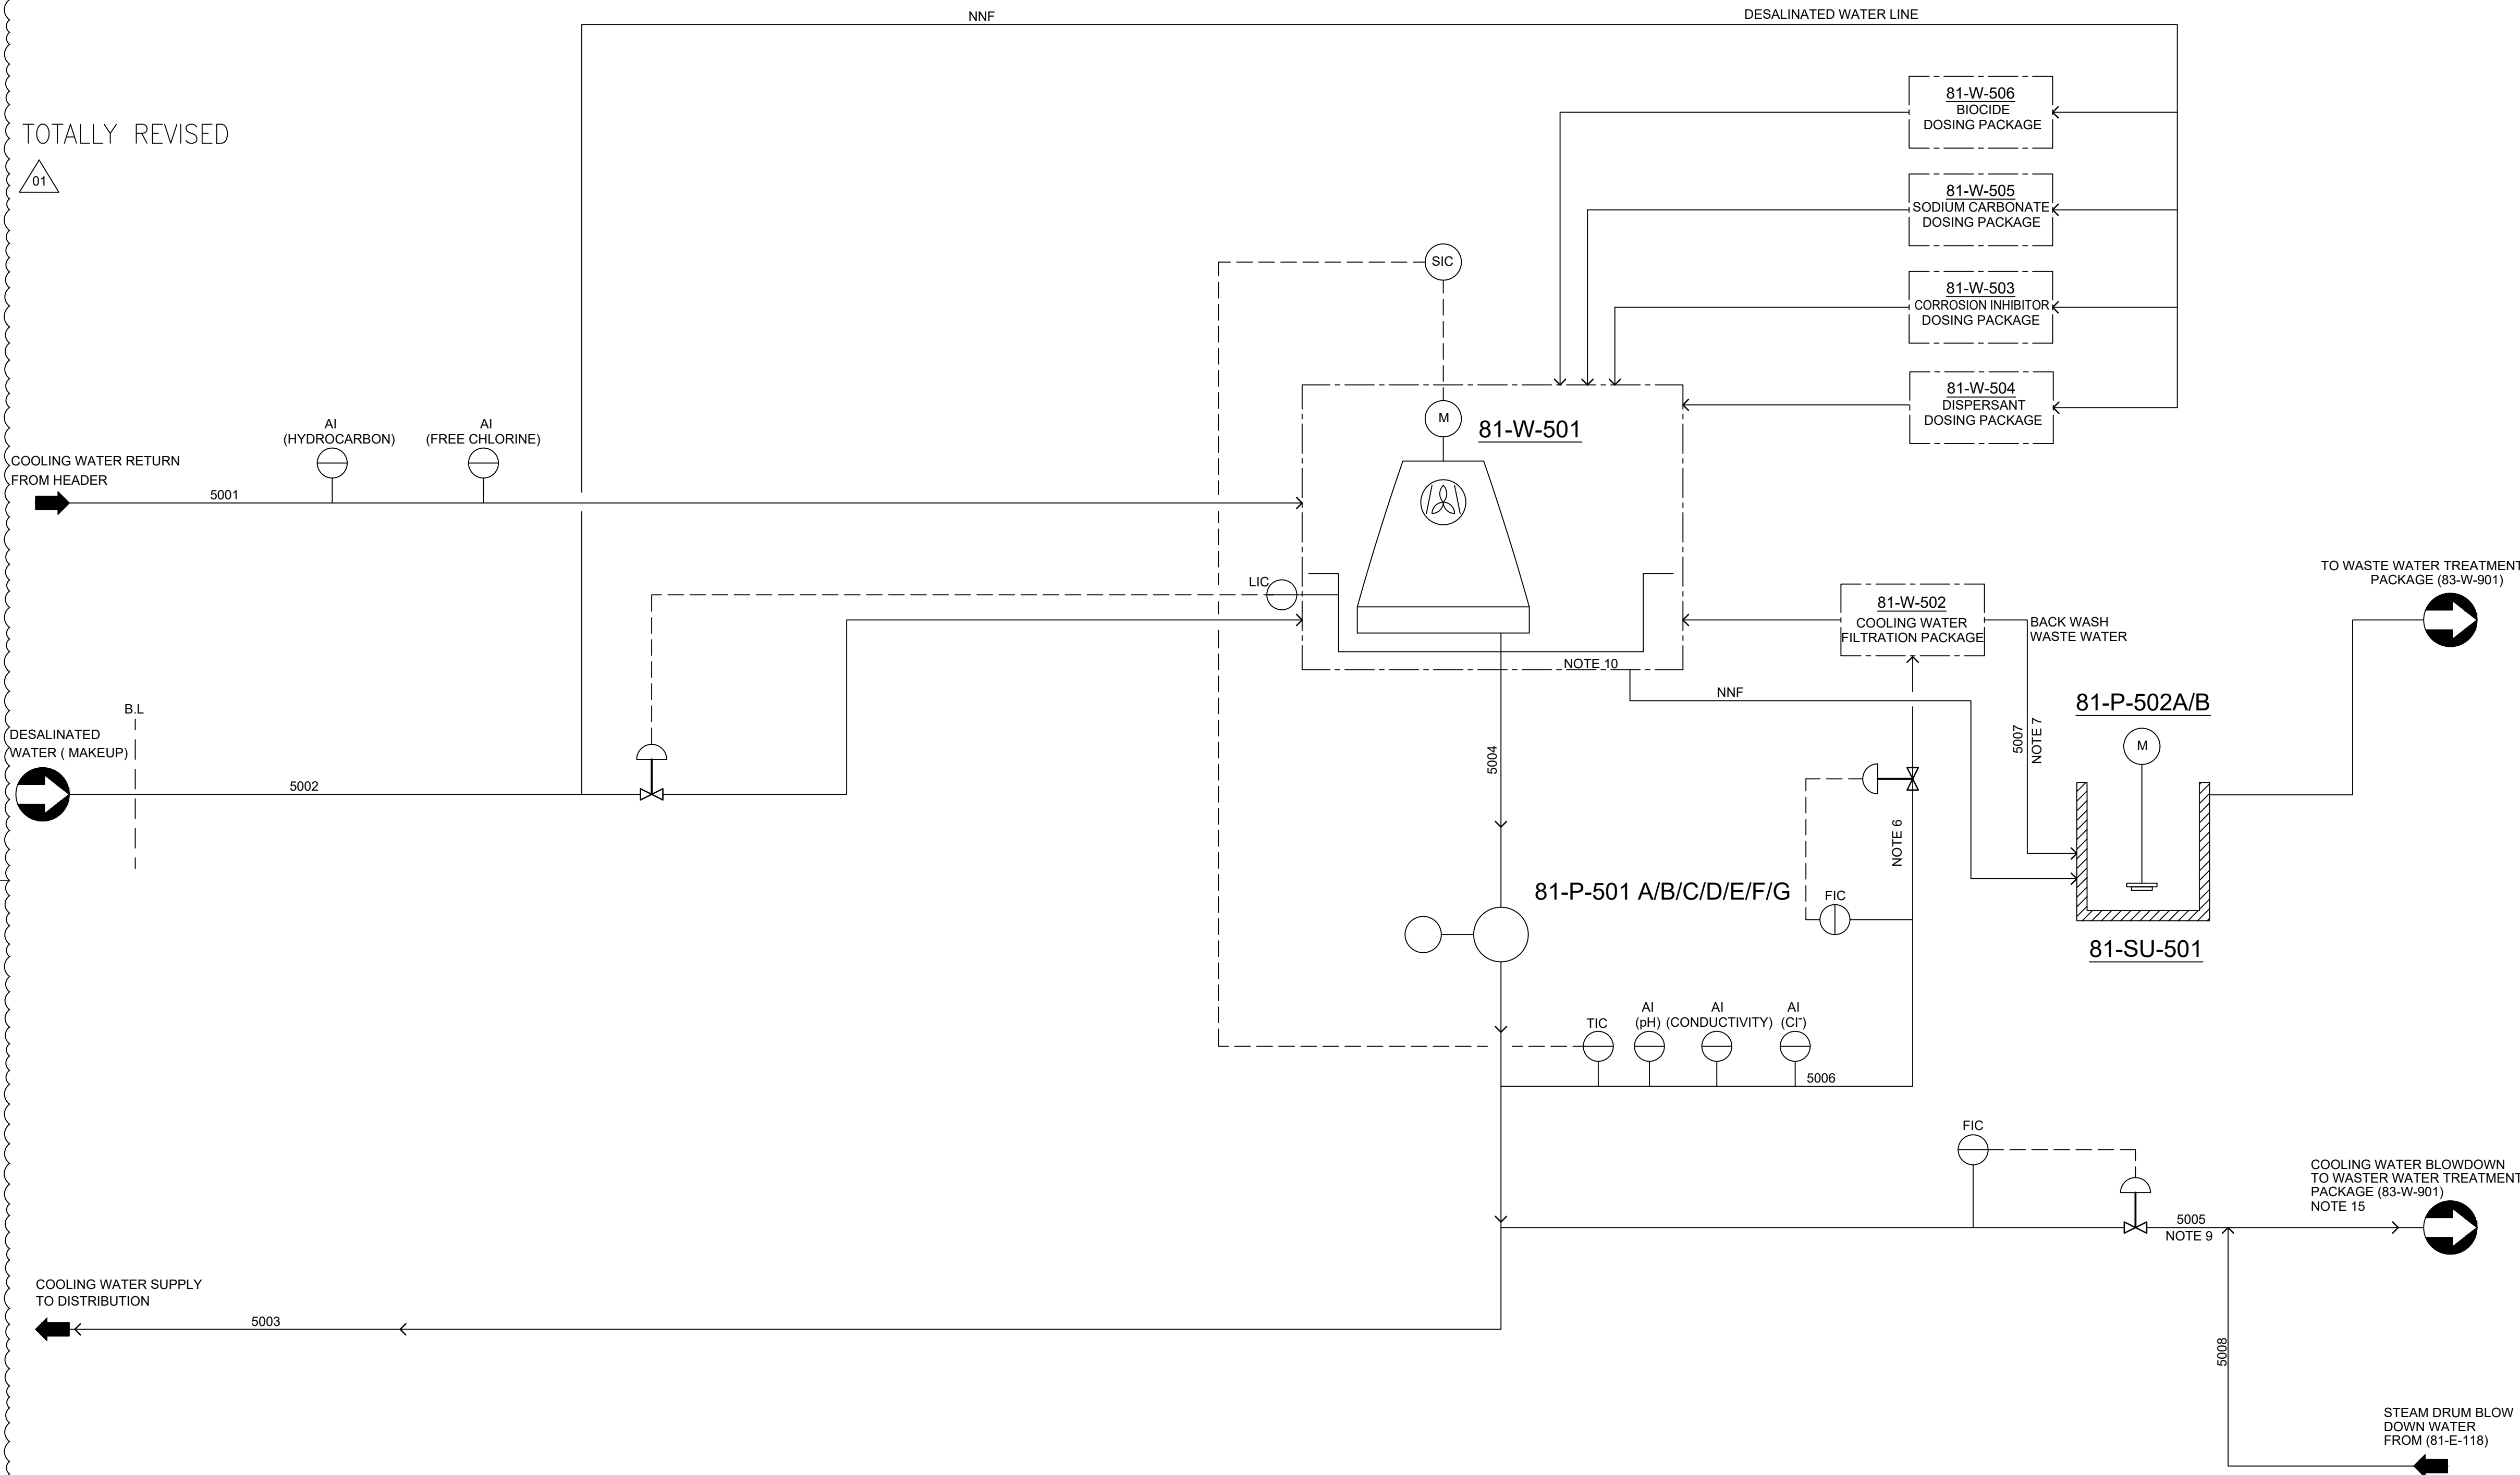 NNF
DESALINATED WATER LINE
TOTALLY REVISED
01
81-W-506
BIOCIDE
DOSING PACKAGE
81-W-505
SODIUM CARBONATE
DOSING PACKAGE
81-W-503
CORROSION INHIBITOR
DOSING PACKAGE
81-W-504
DISPERSANT
DOSING PACKAGE
SIC
M
81-W-501
AI
(HYDROCARBON)
AI
(FREE CHLORINE)
COOLING WATER RETURN
FROM HEADER
5001
LIC
NOTE 10
81-W-502
COOLING WATER
FILTRATION PACKAGE
BACK WASH
WASTE WATER
TO WASTE WATER TREATMENT
PACKAGE (83-W-901)
NNF
B.L
DESALINATED
WATER ( MAKEUP)
5002
5004
5007
NOTE 7
81-P-502A/B
M
NOTE 6
81-P-501 A/B/C/D/E/F/G
FIC
81-SU-501
TIC
AI
(pH)
AI
(CONDUCTIVITY)
AI
(Cl-)
5006
FIC
5005
NOTE 9
COOLING WATER BLOWDOWN
TO WASTER WATER TREATMENT
PACKAGE (83-W-901)
NOTE 15
COOLING WATER SUPPLY
TO DISTRIBUTION
5003
5008
STEAM DRUM BLOW
DOWN WATER
FROM (81-E-118)